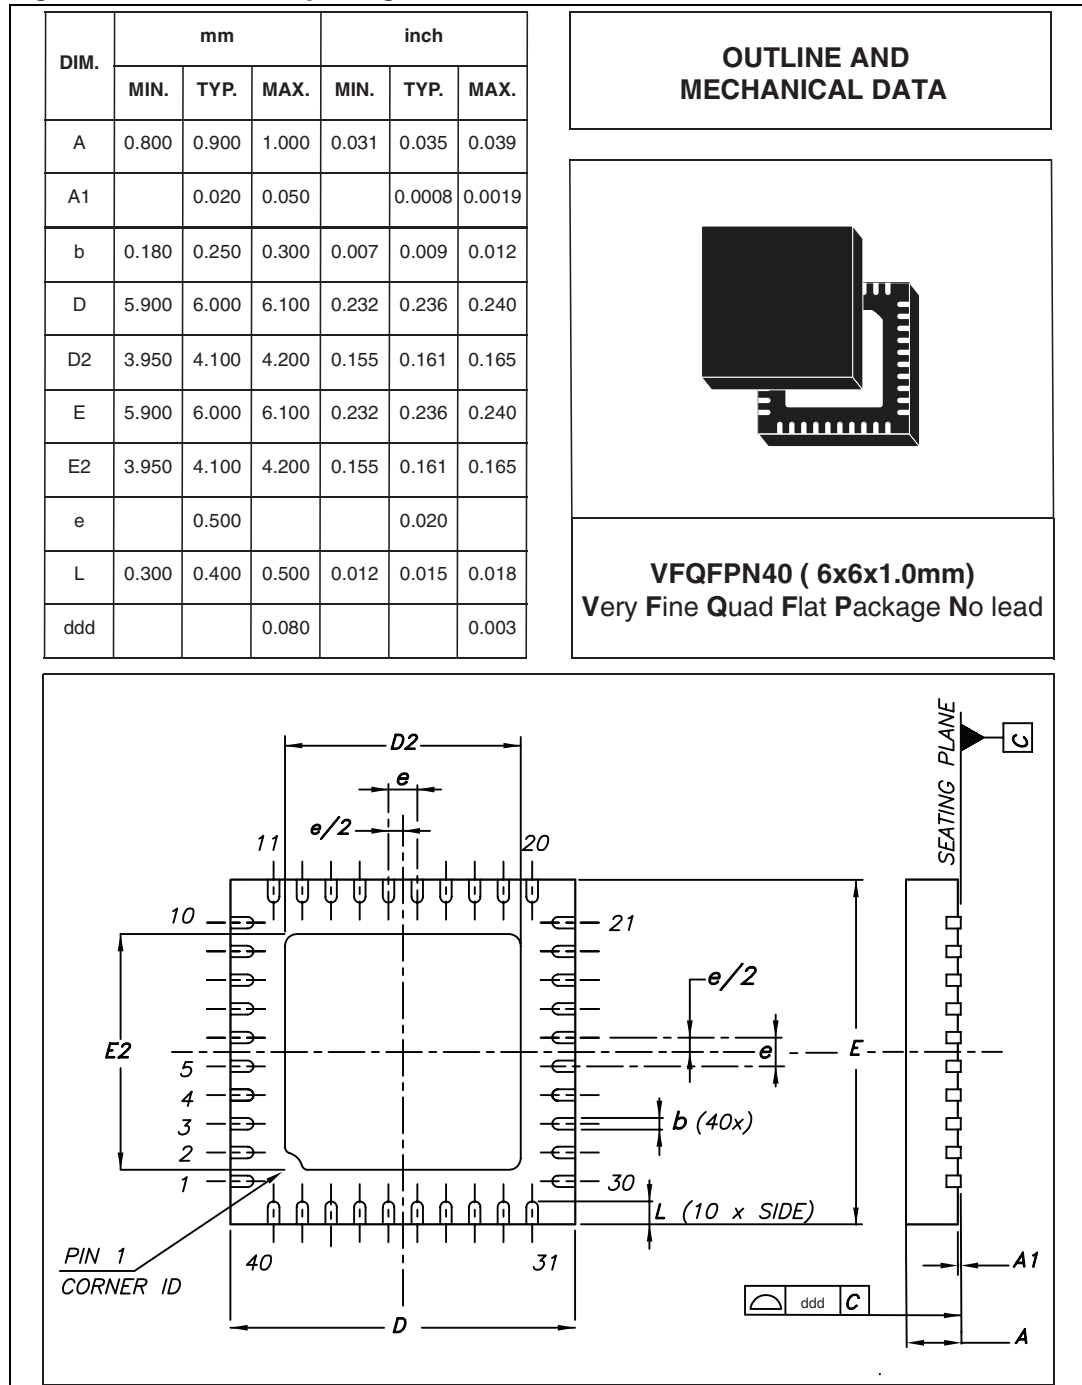 DIM. mm inch
MIN. TYP. MAX. MIN. TYP. MAX.
A 0.800 0.900 1.000 0.031 0.035 0.039
A1 0.020 0.050 0.0008 0.0019
b 0.180 0.250 0.300 0.007 0.009 0.012
D 5.900 6.000 6.100 0.232 0.236 0.240
D2 3.950 4.100 4.200 0.155 0.161 0.165
E 5.900 6.000 6.100 0.232 0.236 0.240
E2 3.950 4.100 4.200 0.155 0.161 0.165
e 0.500 0.020
L 0.300 0.400 0.500 0.012 0.015 0.018
ddd 0.080 0.003
OUTLINE AND
MECHANICAL DATA
VFQFPN40 ( 6x6x1.0mm)
Very Fine Quad Flat Package No lead
SEATING PLANE
C
D2
e
e/2
11
20
10
21
e/2
E2
e
E
5
4
3
b (40x)
2
1
30
L (10 x SIDE)
PIN 1
CORNER ID
40
31
A1
ddd C
D
A